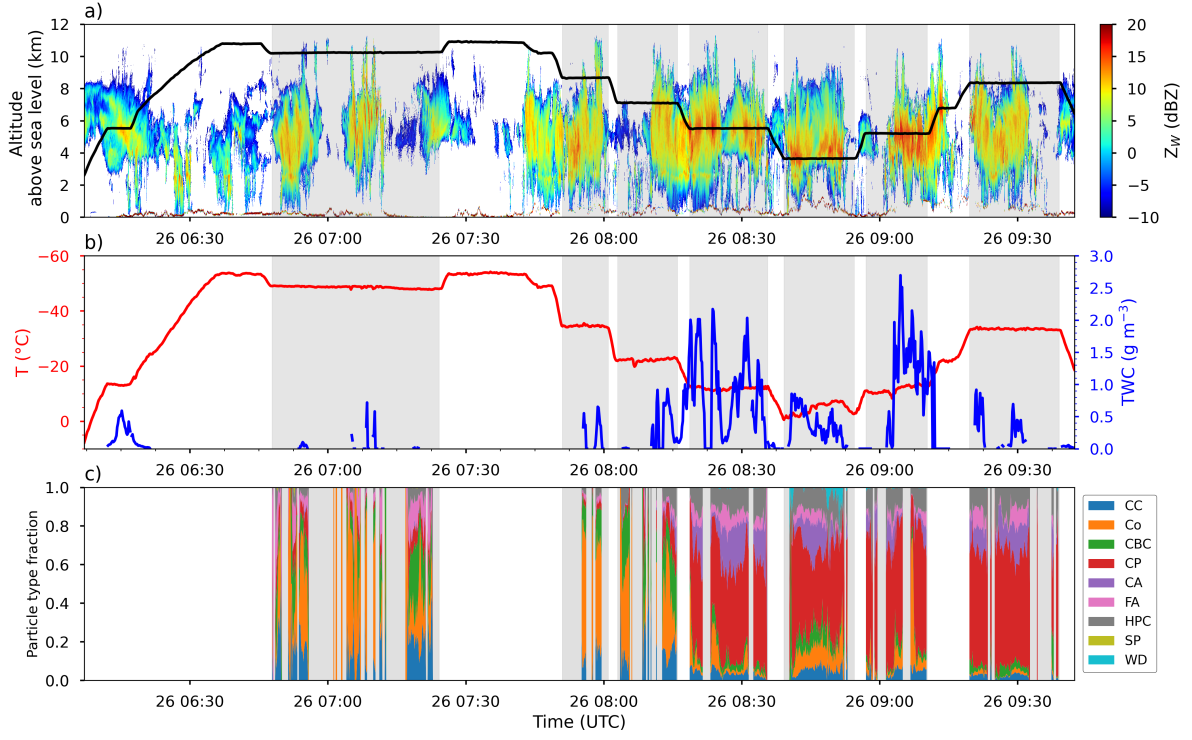 a)
12
10
8
6
4
2
0
Altitude
above sea level (km)
26 06:30
26 07:00
26 07:30
26 08:00
26 08:30
26 09:00
26 09:30
20
15
10
5
0
−5
−10
Z_W (dBZ)
b)
−60
−40
−20
0
T (°C)
3.0
2.5
2.0
1.5
1.0
0.5
0.0
TWC (g m⁻³)
26 06:30
26 07:00
26 07:30
26 08:00
26 08:30
26 09:00
26 09:30
c)
1.0
0.8
0.6
0.4
0.2
0.0
Particle type fraction
26 06:30
26 07:00
26 07:30
26 08:00
26 08:30
26 09:00
26 09:30
Time (UTC)
CC
Co
CBC
CP
CA
FA
HPC
SP
WD